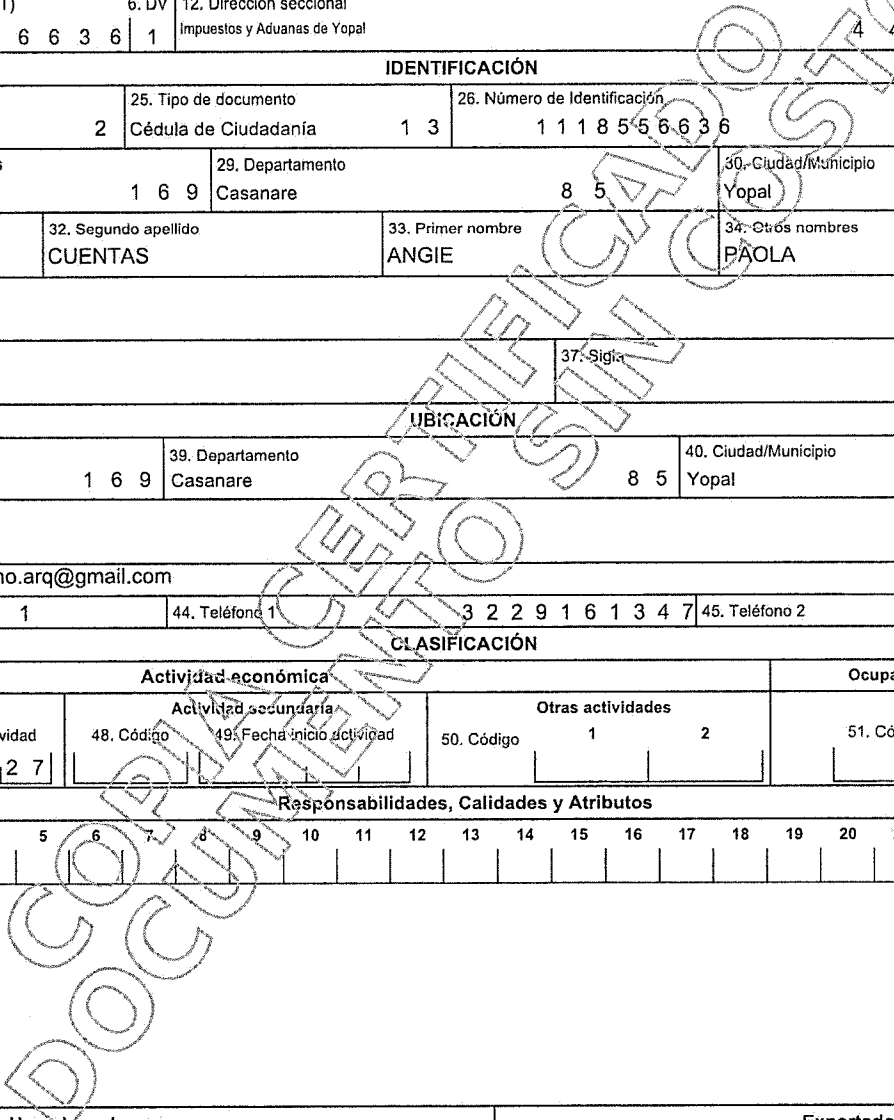 6. DV 12. Dirección seccional
6 6 3 6 1 Impuestos y Aduanas de Yopal 4
IDENTIFICACIÓN
25. Tipo de documento 26. Número de Identificación
2 Cédula de Ciudadanía 1 3 1 1 1 8 5 5 6 6 3 6
29. Departamento 30. Ciudad/Municipio
1 6 9 Casanare 8 5 Yopal
32. Segundo apellido 33. Primer nombre 34. Otros nombres
CUENTAS ANGIE PAOLA
37. Sigla
UBICACIÓN
39. Departamento 40. Ciudad/Municipio
1 6 9 Casanare 8 5 Yopal
no.arq@gmail.com
1 44. Teléfono 1 3 2 2 9 1 6 1 3 4 7 45. Teléfono 2
CLASIFICACIÓN
Actividad económica Ocupa
Actividad secundaria Otras actividades
vidad 48. Código 49. Fecha inicio actividad 50. Código 1 2 51. Có
2 7
Responsabilidades, Calidades y Atributos
5 6 7 8 9 10 11 12 13 14 15 16 17 18 19 20
COPIA CERTIFICADO
DOCUMENTO SIN COSTO